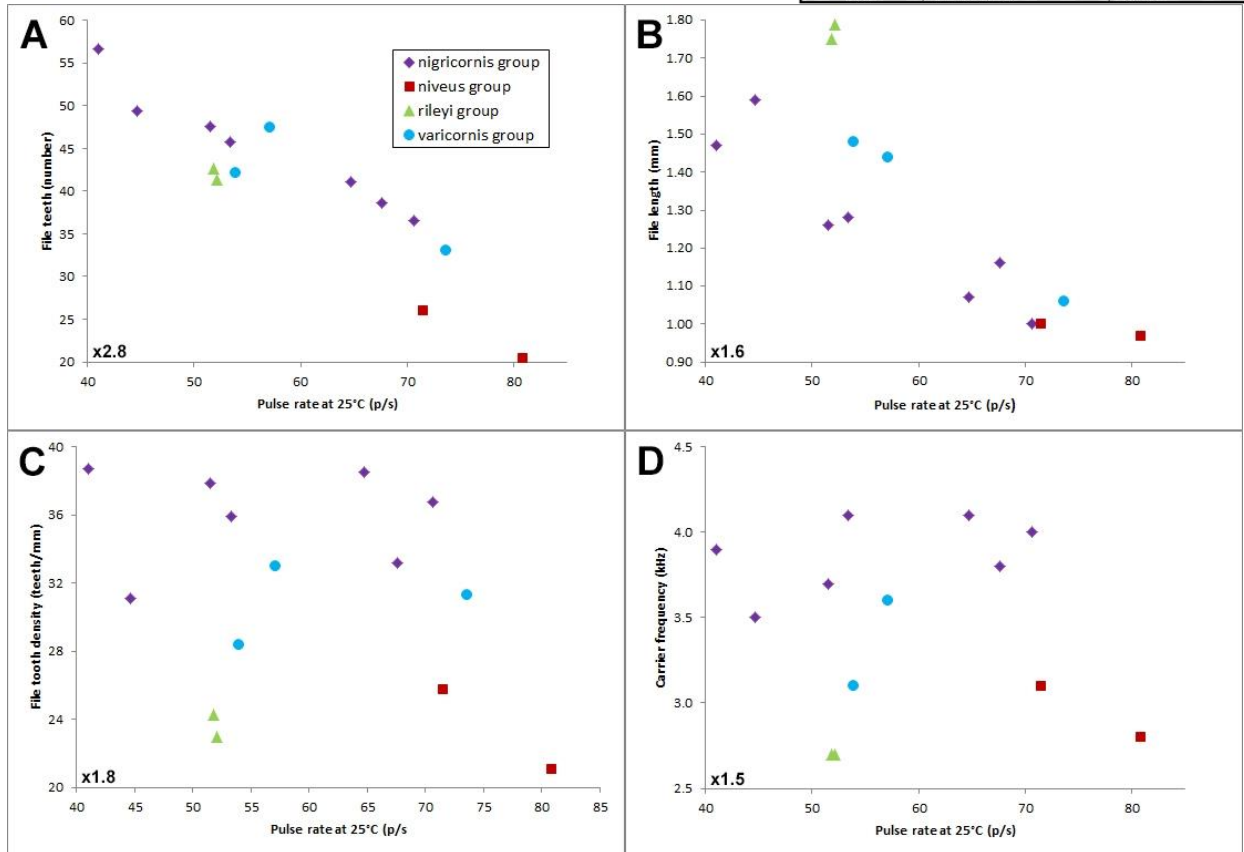 A
60
55
50
45
40
35
30
25
20
File teeth (number)
nigricornis group
niveus group
rileyi group
varicornis group
x2.8
40 50 60 70 80
Pulse rate at 25°C (p/s)
B
1.80
1.70
1.60
1.50
1.40
1.30
1.20
1.10
1.00
0.90
File length (mm)
x1.6
40 50 60 70 80
Pulse rate at 25°C (p/s)
C
40
36
32
28
24
20
File tooth density (teeth/mm)
x1.8
40 45 50 55 60 65 70 75 80 85
Pulse rate at 25°C (p/s
D
4.5
4.0
3.5
3.0
2.5
Carrier frequency (kHz)
x1.5
40 50 60 70 80
Pulse rate at 25°C (p/s)